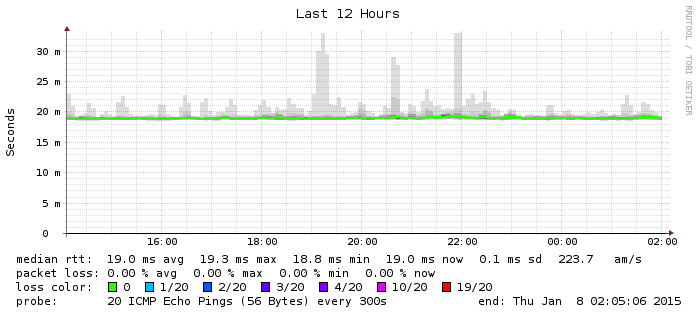 Last 12 Hours
RRDTOOL / TOBI OETIKER
Seconds
30 m
25 m
20 m
15 m
10 m
5 m
0
16:00 18:00 20:00 22:00 00:00 02:00
median rtt: 19.0 ms avg 19.3 ms max 18.8 ms min 19.0 ms now 0.1 ms sd 223.7 am/s
packet loss: 0.00 % avg 0.00 % max 0.00 % min 0.00 % now
loss color: 0 1/20 2/20 3/20 4/20 10/20 19/20
probe: 20 ICMP Echo Pings (56 Bytes) every 300s end: Thu Jan 8 02:05:06 2015